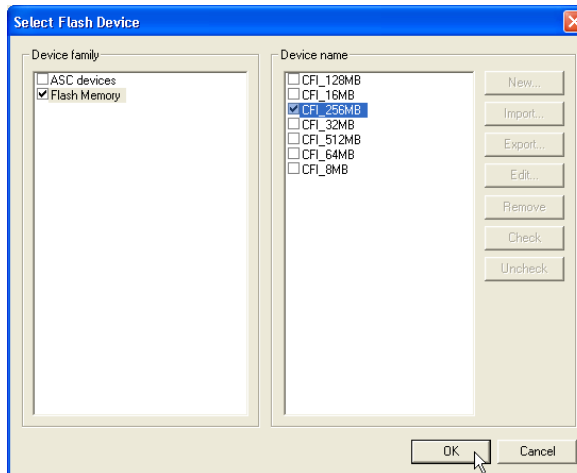 Select Flash Device
Device family
ASC devices
Flash Memory
Device name
CFI_128MB
CFI_16MB
CFI_256MB
CFI_32MB
CFI_512MB
CFI_64MB
CFI_8MB
New...
Import...
Export...
Edit...
Remove
Check
Uncheck
OK
Cancel